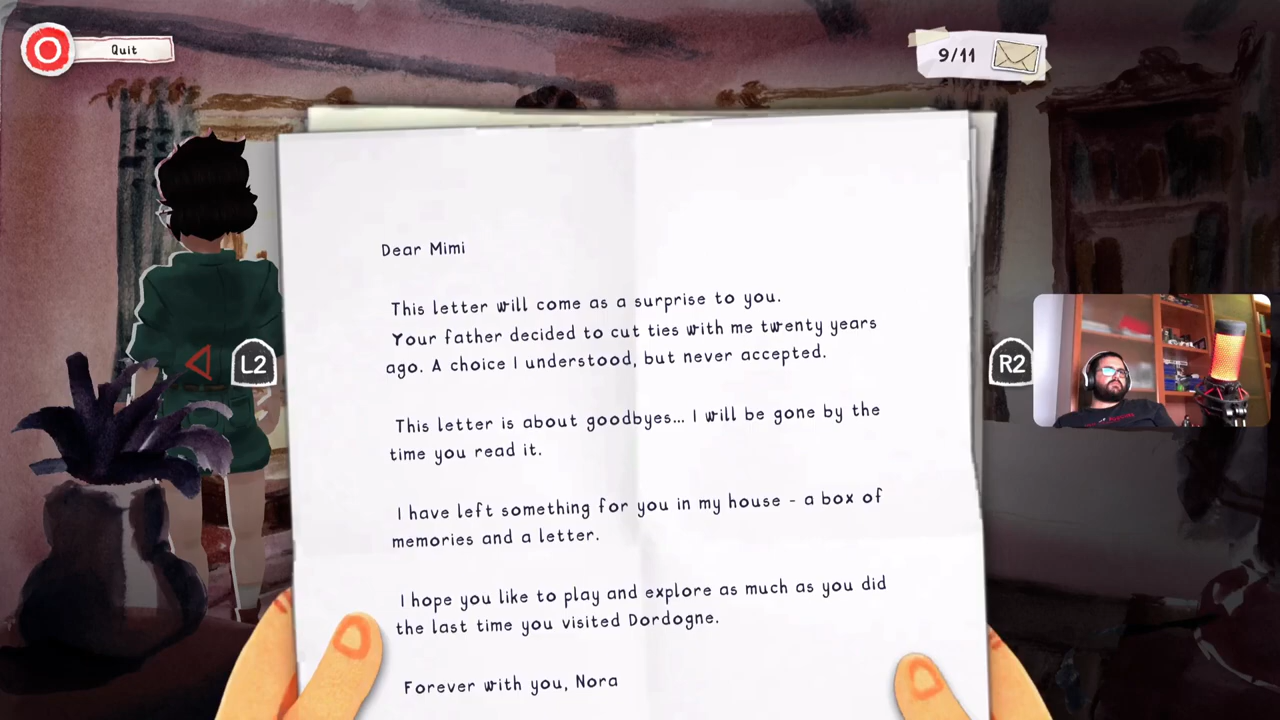 Quit
9/11
Dear Mimi
This letter will come as a surprise to you.
Your father decided to cut ties with me twenty years
ago. A choice I understood, but never accepted.
This letter is about goodbyes... I will be gone by the
time you read it.
I have left something for you in my house - a box of
memories and a letter.
I hope you like to play and explore as much as you did
the last time you visited Dordogne.
Forever with you, Nora
L2
R2